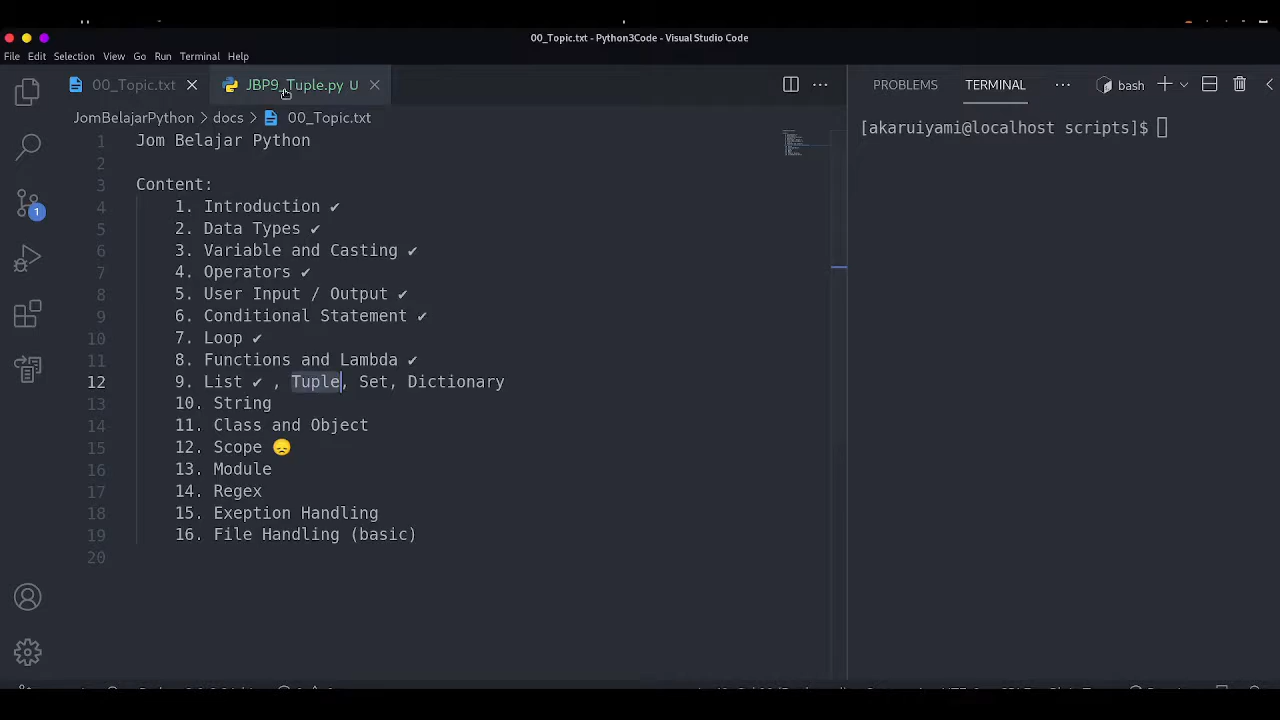 00_Topic.txt - Python3Code - Visual Studio Code
File Edit Selection View Go Run Terminal Help
00_Topic.txt JBP9_Tuple.py U
PROBLEMS TERMINAL bash
JomBelajarPython > docs > 00_Topic.txt
[akaruiyami@localhost scripts]$
1 Jom Belajar Python
2
3 Content:
4 1. Introduction ✔
5 2. Data Types ✔
6 3. Variable and Casting ✔
7 4. Operators ✔
8 5. User Input / Output ✔
9 6. Conditional Statement ✔
10 7. Loop ✔
11 8. Functions and Lambda ✔
12 9. List ✔ , Tuple, Set, Dictionary
13 10. String
14 11. Class and Object
15 12. Scope 😞
16 13. Module
17 14. Regex
18 15. Exeption Handling
19 16. File Handling (basic)
20
1